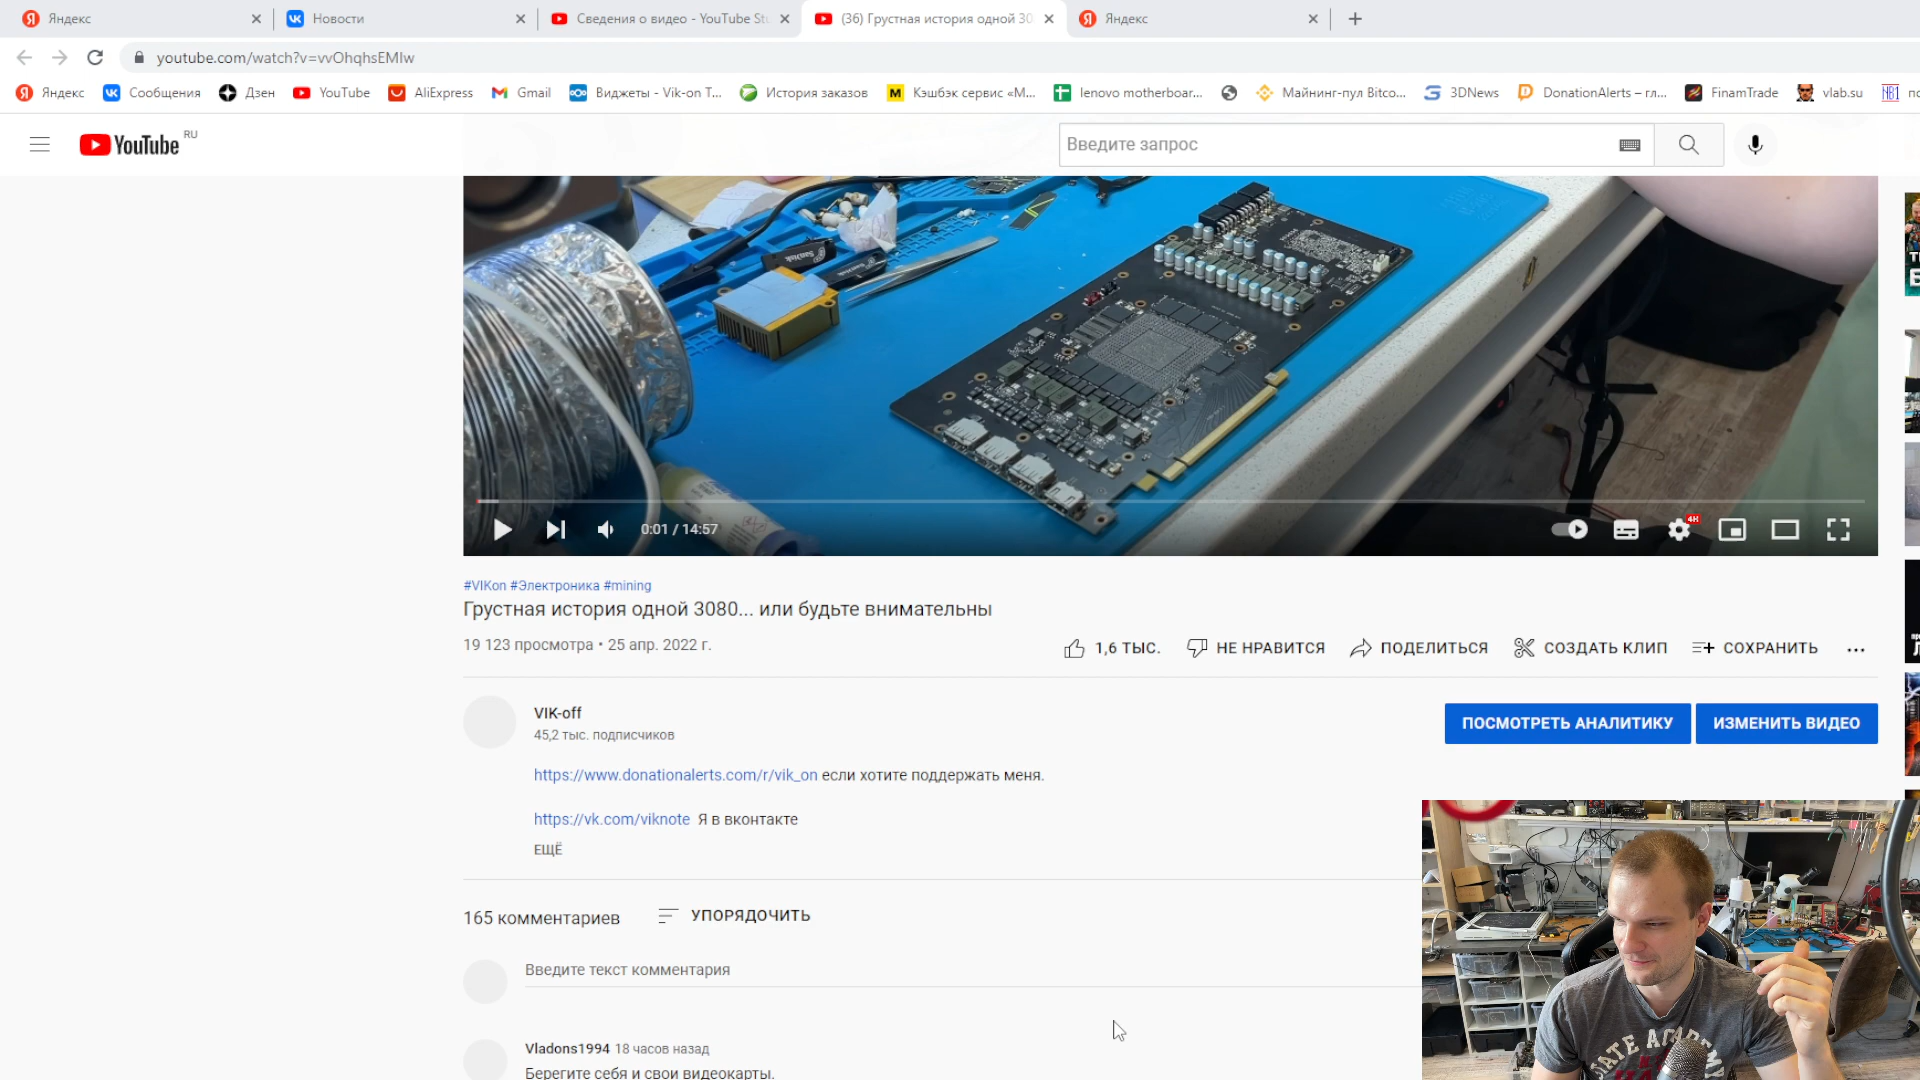 Яндекс
Новости
Сведения о видео - YouTube Stu
(36) Грустная история одной 30
Яндекс
youtube.com/watch?v=vvOhqhsEMIw
Яндекс
Сообщения
Дзен
YouTube
AliExpress
Gmail
Виджеты - Vik-on T...
История заказов
Кэшбэк сервис «М...
lenovo motherboar...
Майнинг-пул Bitco...
3DNews
DonationAlerts – гл...
FinamTrade
vlab.su
YouTube RU
Введите запрос
SanDisk
SanDisk
0:01 / 14:57
4K
#VIKon #Электроника #mining
Грустная история одной 3080... или будьте внимательны
19 123 просмотра • 25 апр. 2022 г.
1,6 ТЫС.
НЕ НРАВИТСЯ
ПОДЕЛИТЬСЯ
СОЗДАТЬ КЛИП
СОХРАНИТЬ
VIK-off
45,2 тыс. подписчиков
ПОСМОТРЕТЬ АНАЛИТИКУ
ИЗМЕНИТЬ ВИДЕО
https://www.donationalerts.com/r/vik_on если хотите поддержать меня.
https://vk.com/viknote Я в вконтакте
ЕЩЁ
165 комментариев
УПОРЯДОЧИТЬ
Введите текст комментария
Vladons1994 18 часов назад
Берегите себя и свои видеокарты.